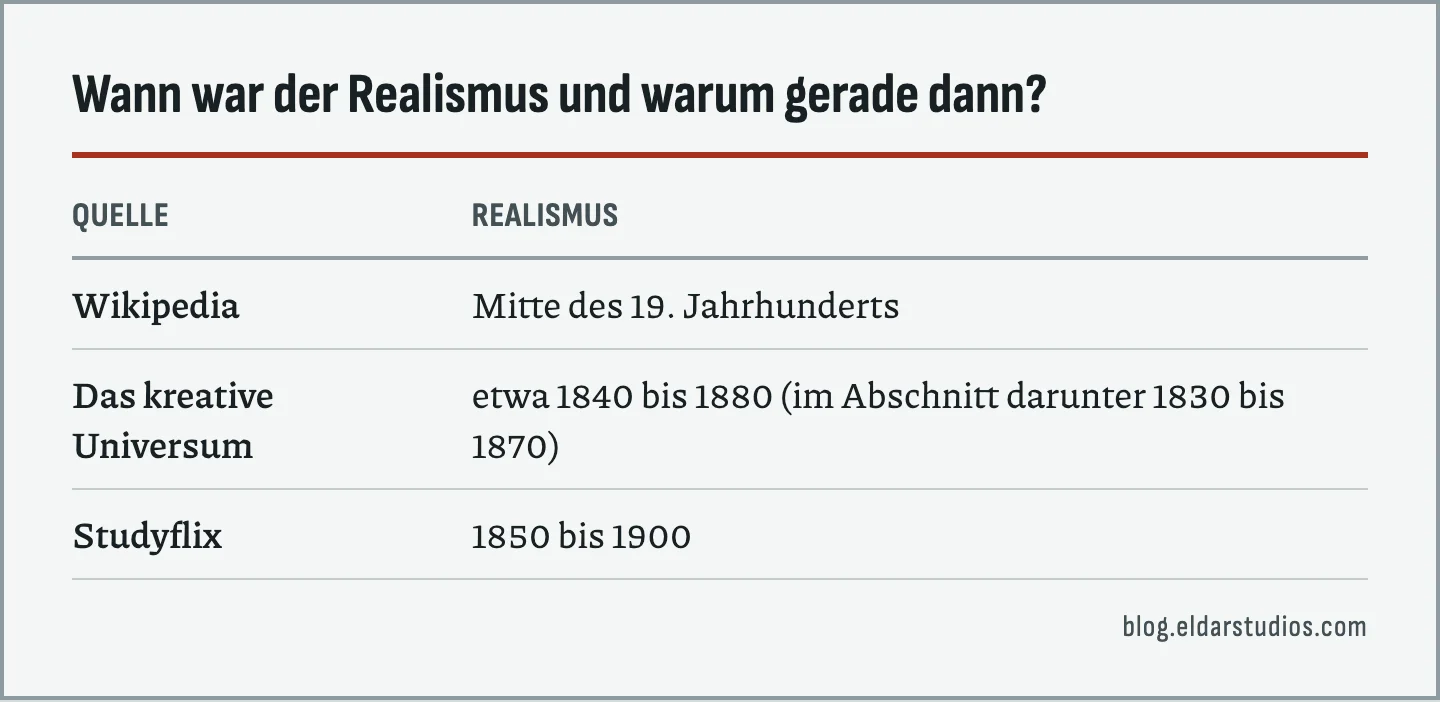 Wann war der Realismus und warum gerade dann?
QUELLE REALISMUS
Wikipedia Mitte des 19. Jahrhunderts
Das kreative etwa 1840 bis 1880 (im Abschnitt darunter 1830 bis
Universum 1870)
Studyflix 1850 bis 1900
blog.eldarstudios.com